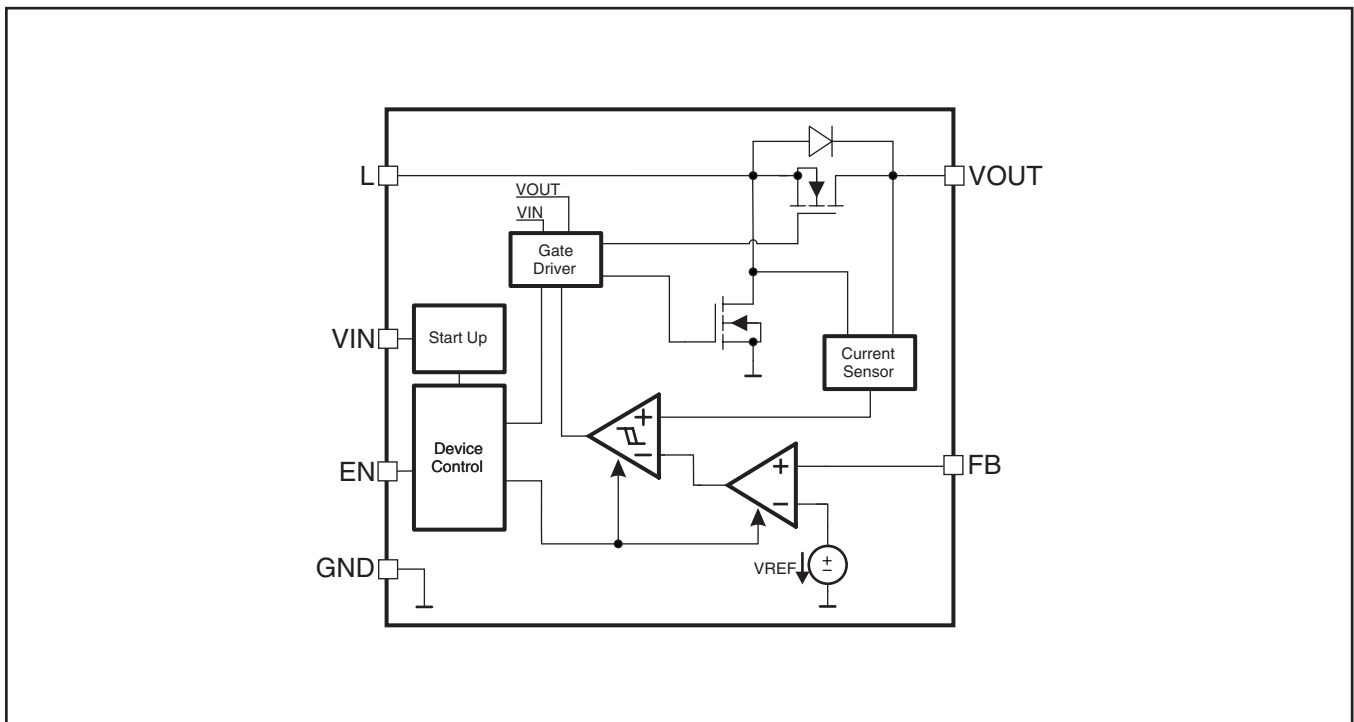 L
VOUT
VOUT
VIN
Gate
Driver
VIN
Start Up
Current
Sensor
+
−
EN
Device
Control
+
−
FB
GND
VREF
+
−